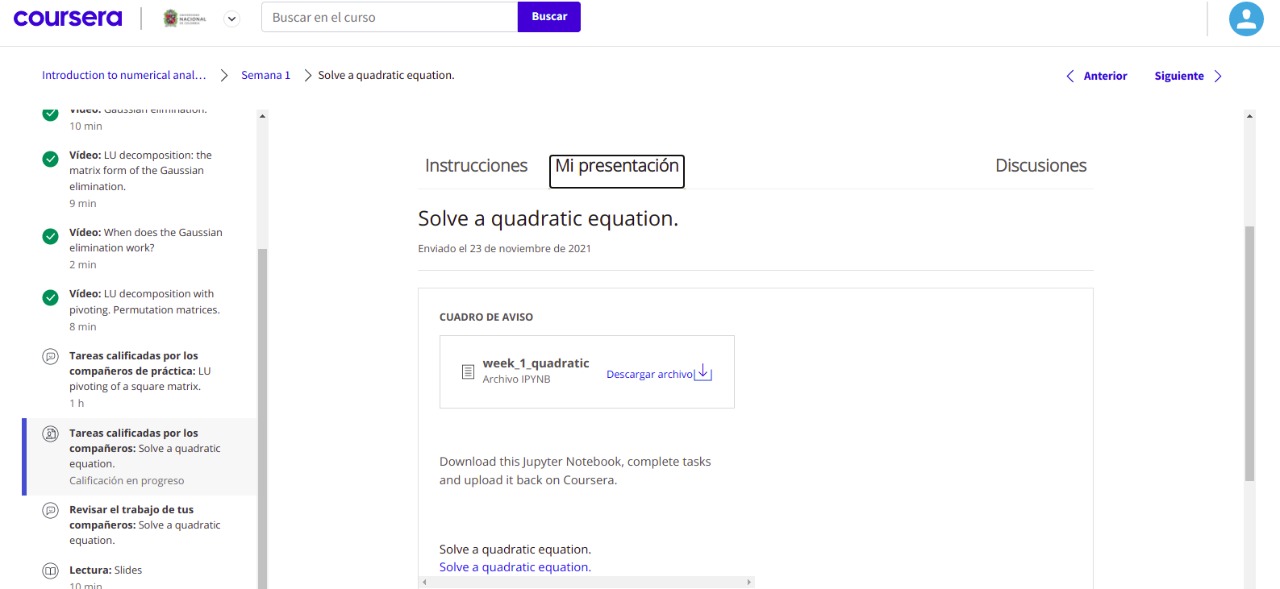 coursera
UNIVERSIDAD
NACIONAL
DE COLOMBIA
Buscar en el curso
Buscar
Introduction to numerical anal...
Semana 1
Solve a quadratic equation.
Anterior
Siguiente
Vídeo: Gaussian elimination.
10 min
Vídeo: LU decomposition: the
matrix form of the Gaussian
elimination.
9 min
Vídeo: When does the Gaussian
elimination work?
2 min
Vídeo: LU decomposition with
pivoting. Permutation matrices.
8 min
Tareas calificadas por los
compañeros de práctica: LU
pivoting of a square matrix.
1 h
Tareas calificadas por los
compañeros: Solve a quadratic
equation.
Calificación en progreso
Revisar el trabajo de tus
compañeros: Solve a quadratic
equation.
Lectura: Slides
10 min
Instrucciones
Mi presentación
Discusiones
Solve a quadratic equation.
Enviado el 23 de noviembre de 2021
CUADRO DE AVISO
week_1_quadratic
Archivo IPYNB
Descargar archivo
Download this Jupyter Notebook, complete tasks
and upload it back on Coursera.
Solve a quadratic equation.
Solve a quadratic equation.